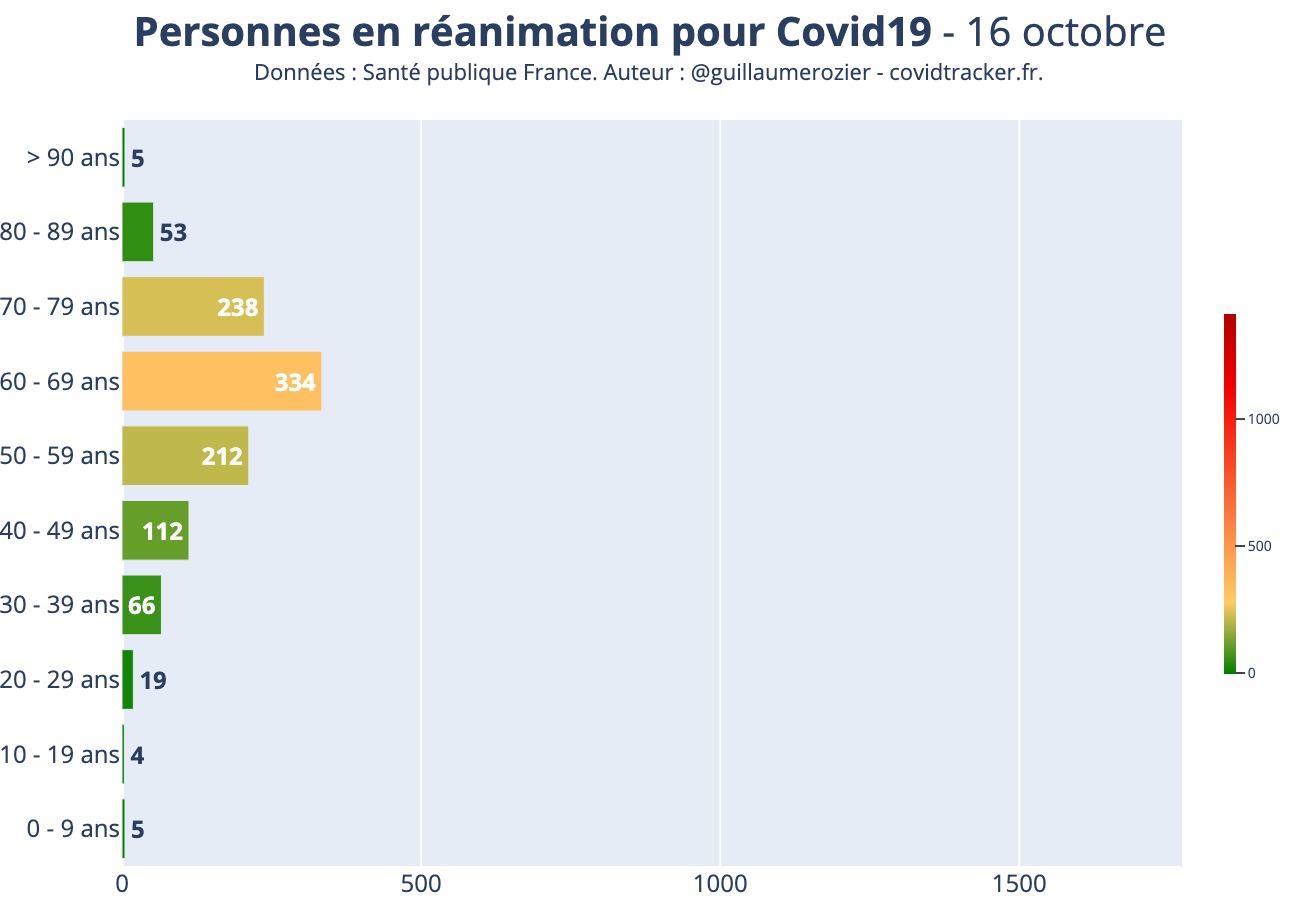 Personnes en réanimation pour Covid19 - 16 octobre
Données : Santé publique France. Auteur : @guillaumerozier - covidtracker.fr.
> 90 ans 5
80 - 89 ans 53
70 - 79 ans 238
60 - 69 ans 334
50 - 59 ans 212
40 - 49 ans 112
30 - 39 ans 66
20 - 29 ans 19
10 - 19 ans 4
0 - 9 ans 5
0 500 1000 1500
1000
500
0